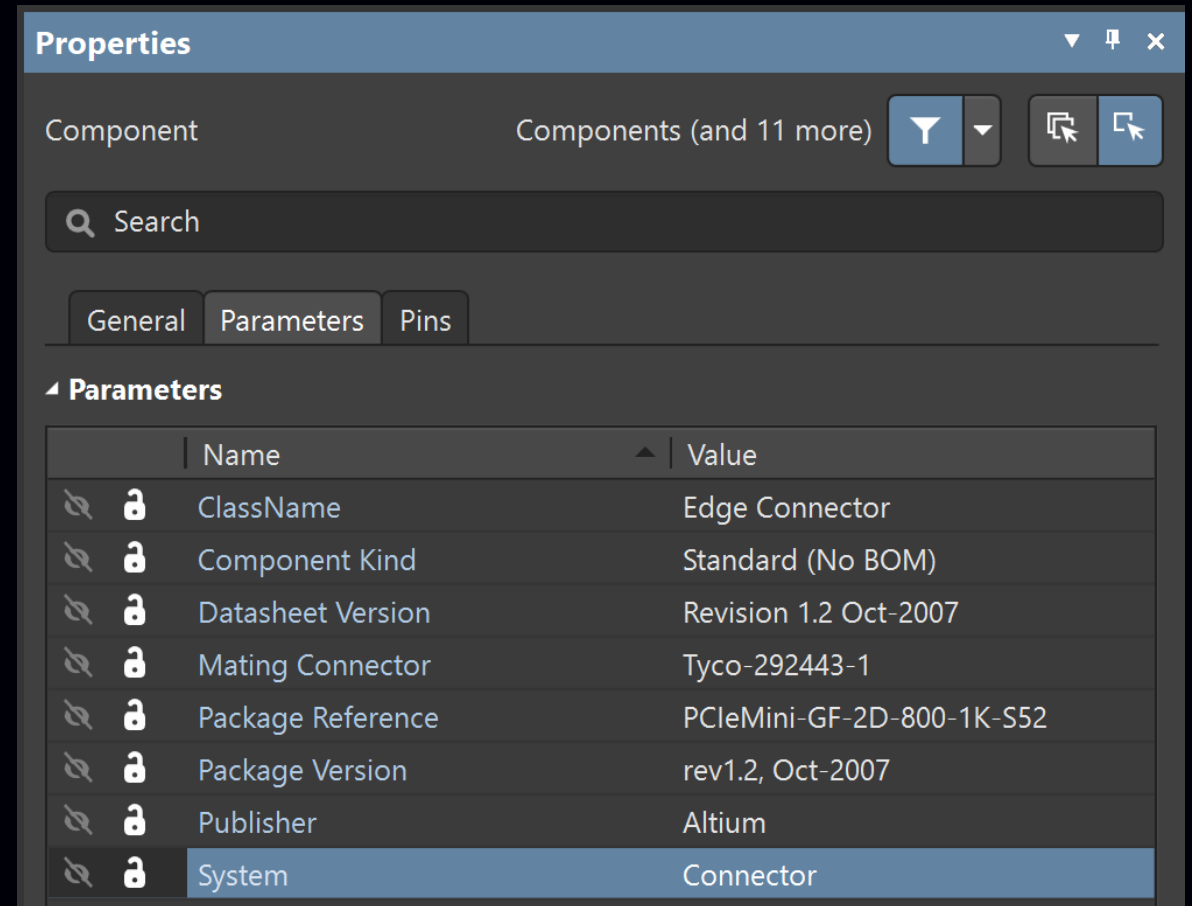 Properties
Component Components (and 11 more)
Search
General Parameters Pins
Parameters
Name Value
ClassName Edge Connector
Component Kind Standard (No BOM)
Datasheet Version Revision 1.2 Oct-2007
Mating Connector Tyco-292443-1
Package Reference PCIeMini-GF-2D-800-1K-S52
Package Version rev1.2, Oct-2007
Publisher Altium
System Connector